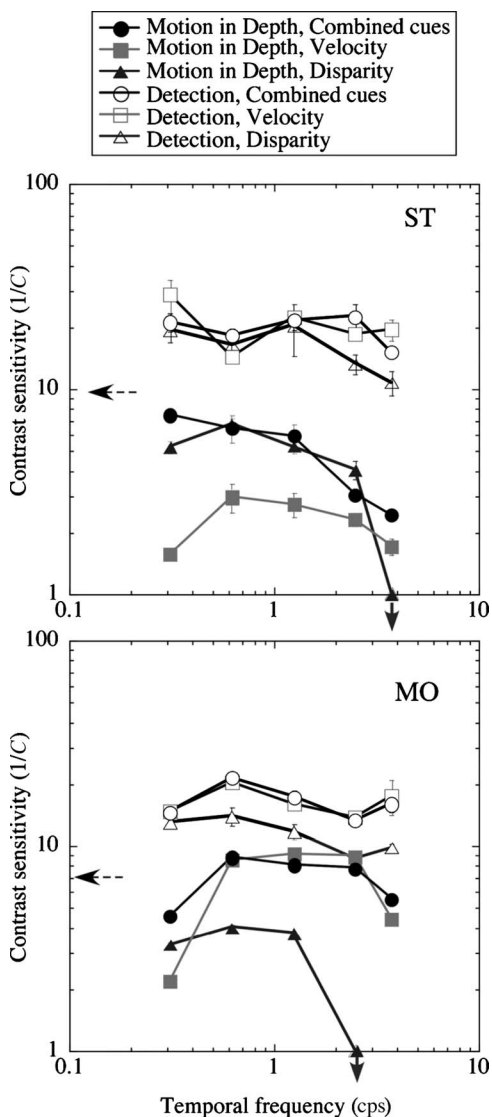 Motion in Depth, Combined cues
Motion in Depth, Velocity
Motion in Depth, Disparity
Detection, Combined cues
Detection, Velocity
Detection, Disparity
100
ST
Contrast sensitivity (1/C)
10
1
0.1
1
10
100
MO
Contrast sensitivity (1/C)
10
1
0.1
1
10
Temporal frequency (cps)